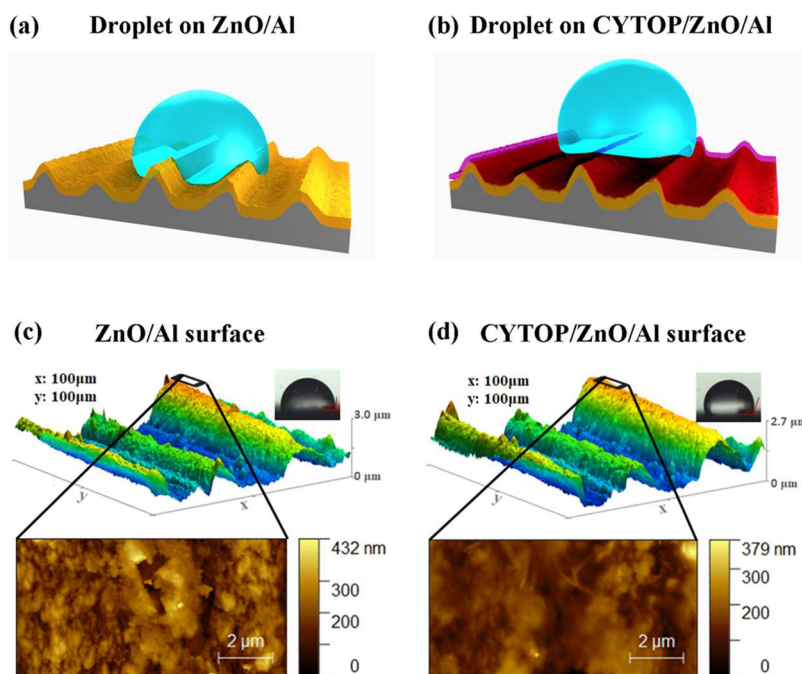 (a) Droplet on ZnO/Al
(b) Droplet on CYTOP/ZnO/Al
(c) ZnO/Al surface
x: 100μm
y: 100μm
3.0 μm
0 μm
y
x
432 nm
300
200
0
2 μm
(d) CYTOP/ZnO/Al surface
x: 100μm
y: 100μm
2.7 μm
0 μm
y
x
379 nm
300
200
0
2 μm